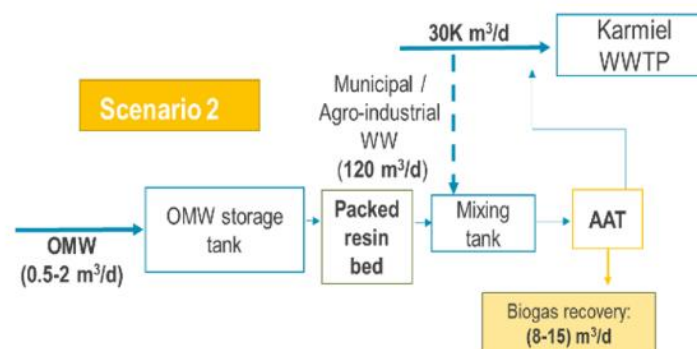 30K m³/d
Karmiel
WWTP
Scenario 2
Municipal /
Agro-industrial
WW
(120 m³/d)
OMW
(0.5-2 m³/d)
OMW storage
tank
Packed
resin
bed
Mixing
tank
AAT
Biogas recovery:
(8-15) m³/d